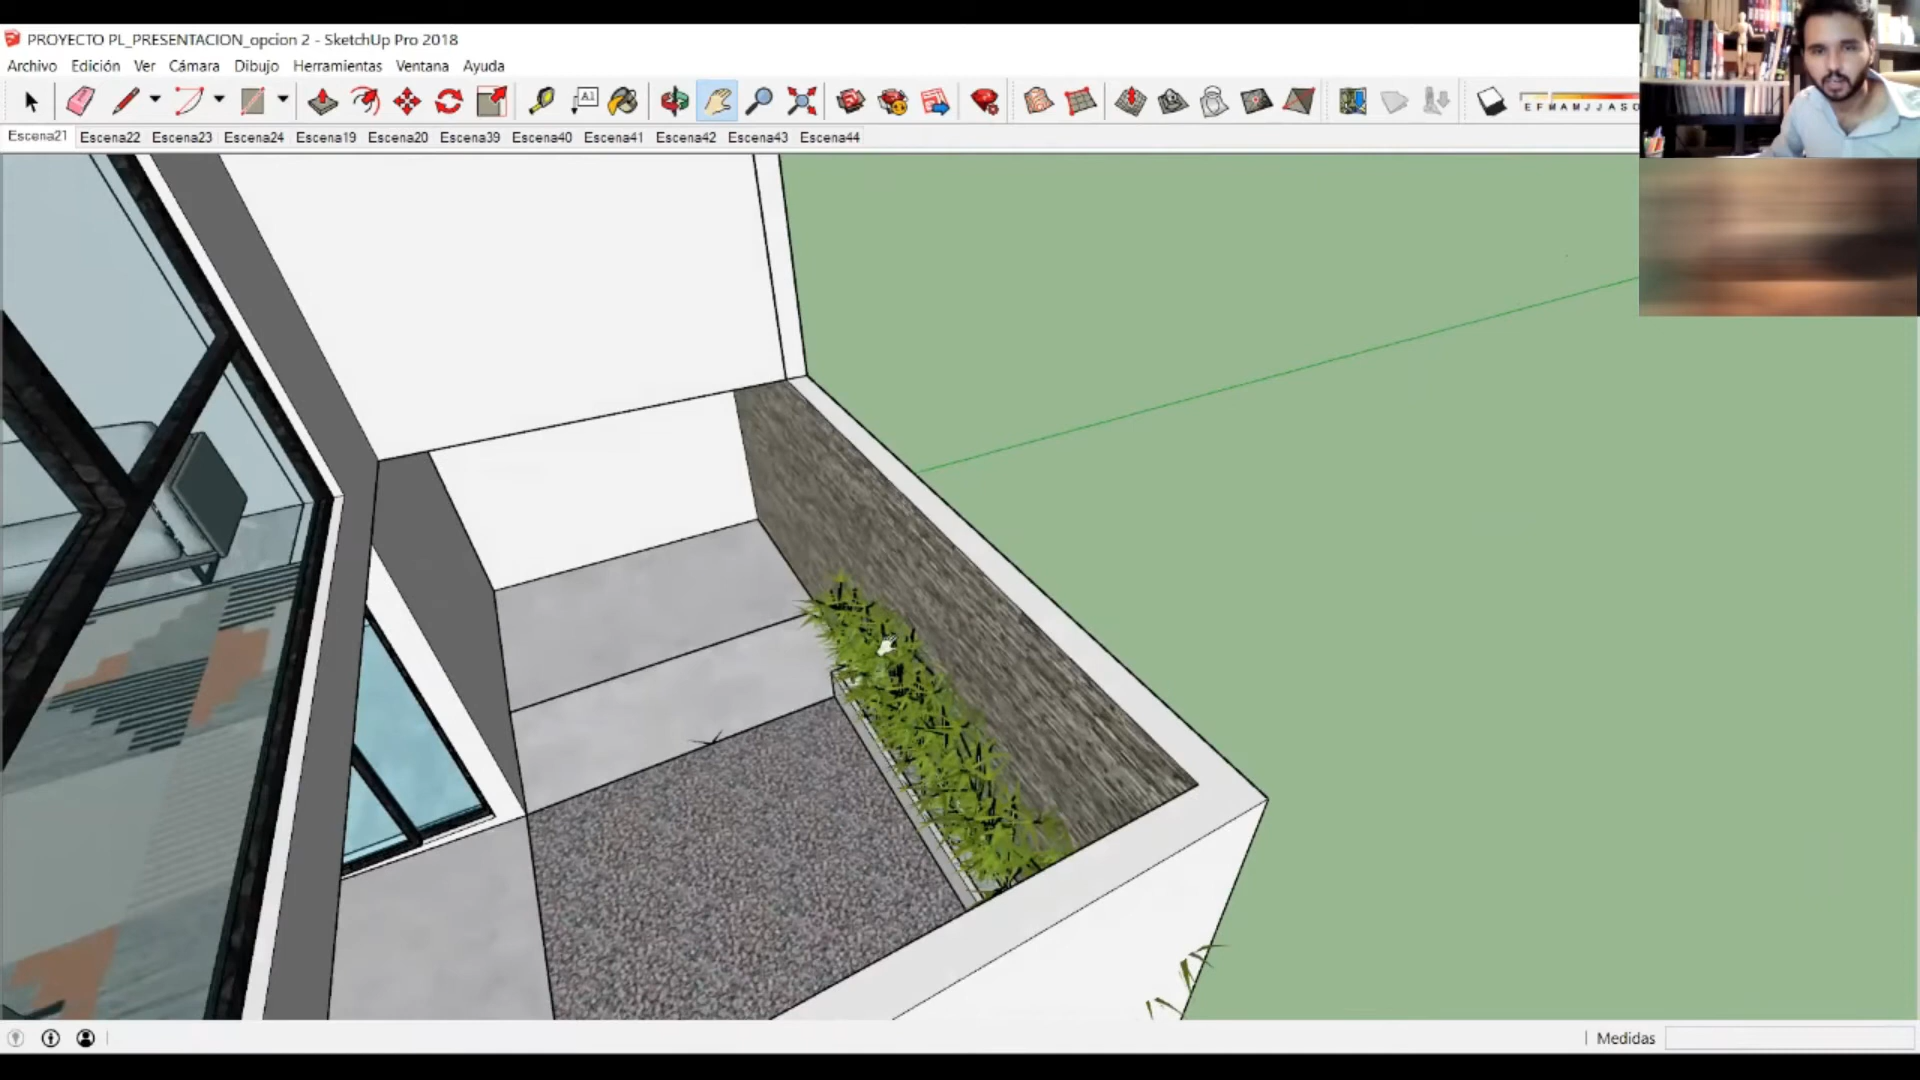 PROYECTO PL_PRESENTACION_opcion 2 - SketchUp Pro 2018
Archivo Edición Ver Cámara Dibujo Herramientas Ventana Ayuda
A1
E F M A M J J A S O
Escena21 Escena22 Escena23 Escena24 Escena19 Escena20 Escena39 Escena40 Escena41 Escena42 Escena43 Escena44
Medidas